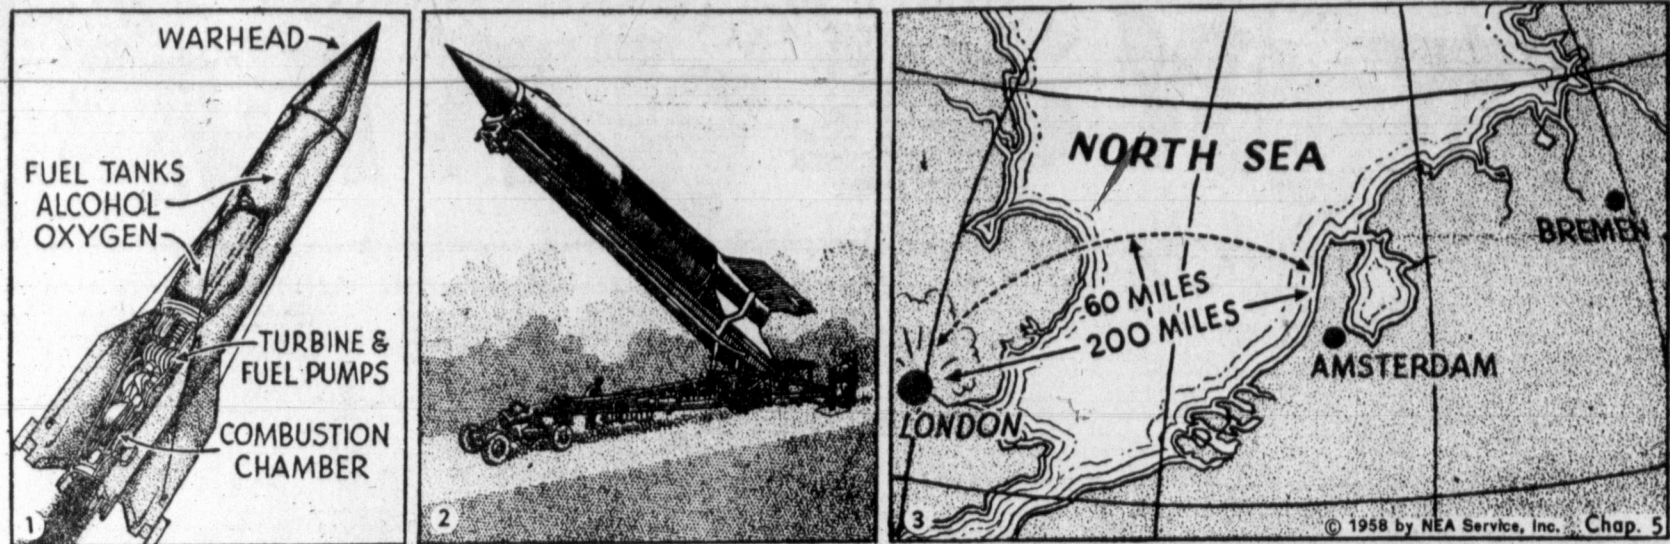 WARHEAD
FUEL TANKS
ALCOHOL
OXYGEN
TURBINE &
FUEL PUMPS
COMBUSTION
CHAMBER
1
2
NORTH SEA
BREMEN
60 MILES
200 MILES
AMSTERDAM
LONDON
3
© 1958 by NEA Service, Inc. Chap. 5